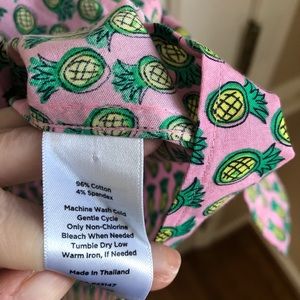 96% Cotton
4% Spandex
Machine Wash Cold
Gentle Cycle
Only Non-Chlorine
Bleach When Needed
Tumble Dry Low
Warm Iron, If Needed
Made in Thailand